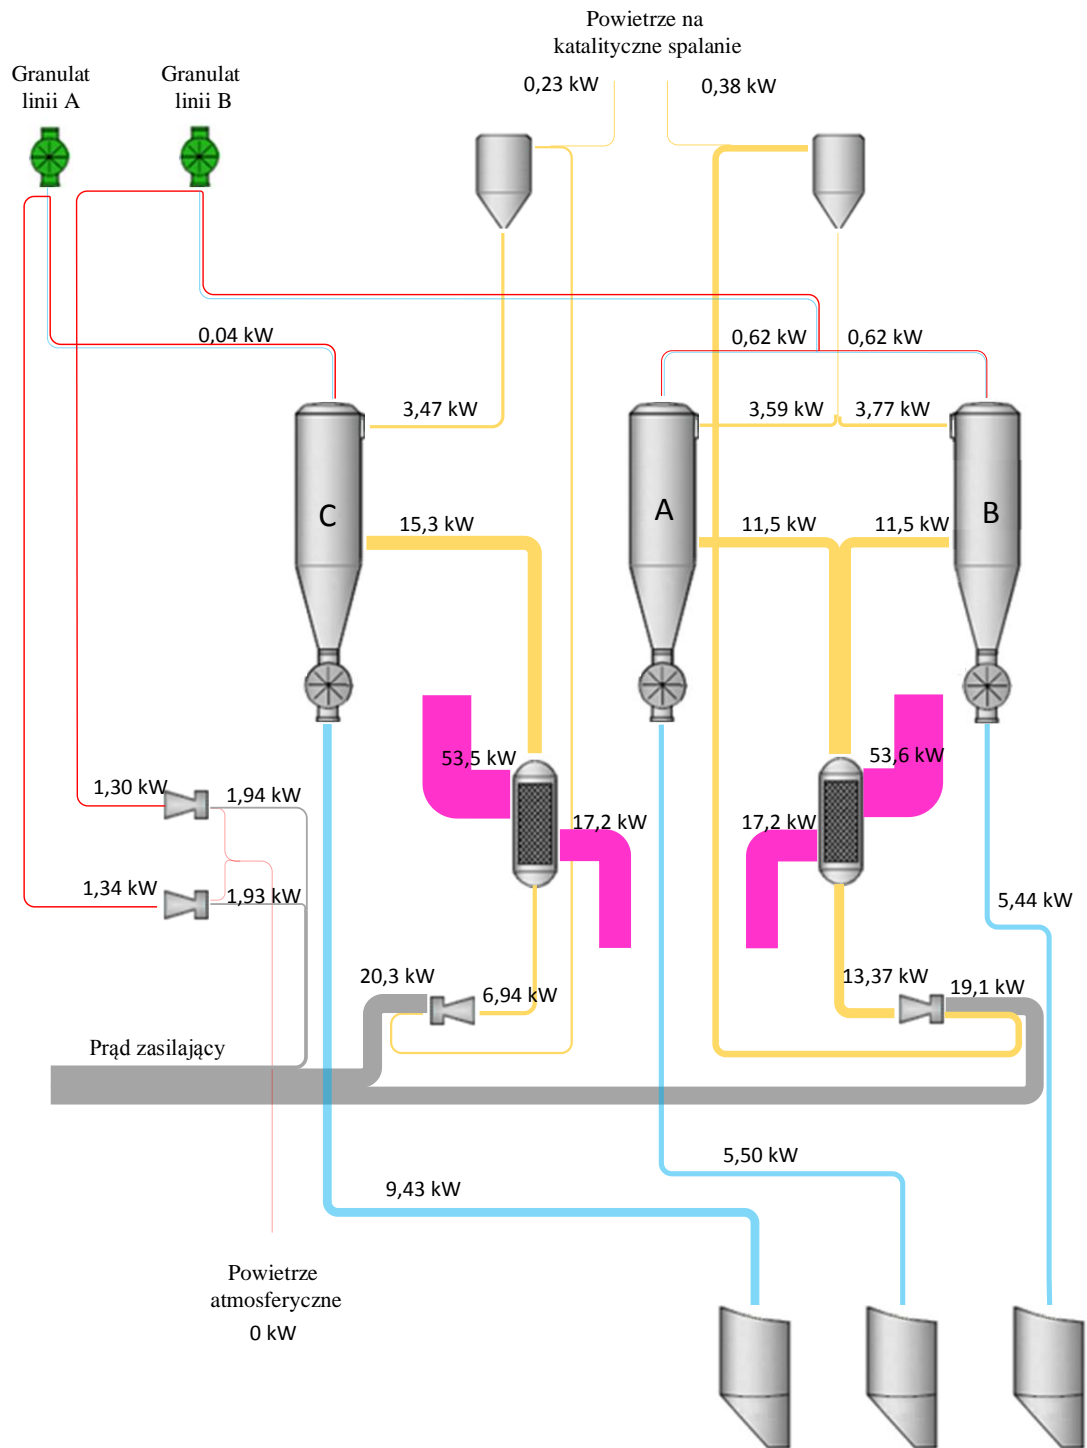 Powietrze na
katalityczne spalanie
Granulat
linii A
Granulat
linii B
0,23 kW
0,38 kW
0,04 kW
0,62 kW
0,62 kW
3,47 kW
3,59 kW
3,77 kW
C
A
B
15,3 kW
11,5 kW
11,5 kW
53,5 kW
53,6 kW
1,30 kW
1,94 kW
17,2 kW
17,2 kW
1,34 kW
1,93 kW
5,44 kW
20,3 kW
6,94 kW
13,37 kW
19,1 kW
Prąd zasilający
5,50 kW
9,43 kW
Powietrze
atmosferyczne
0 kW